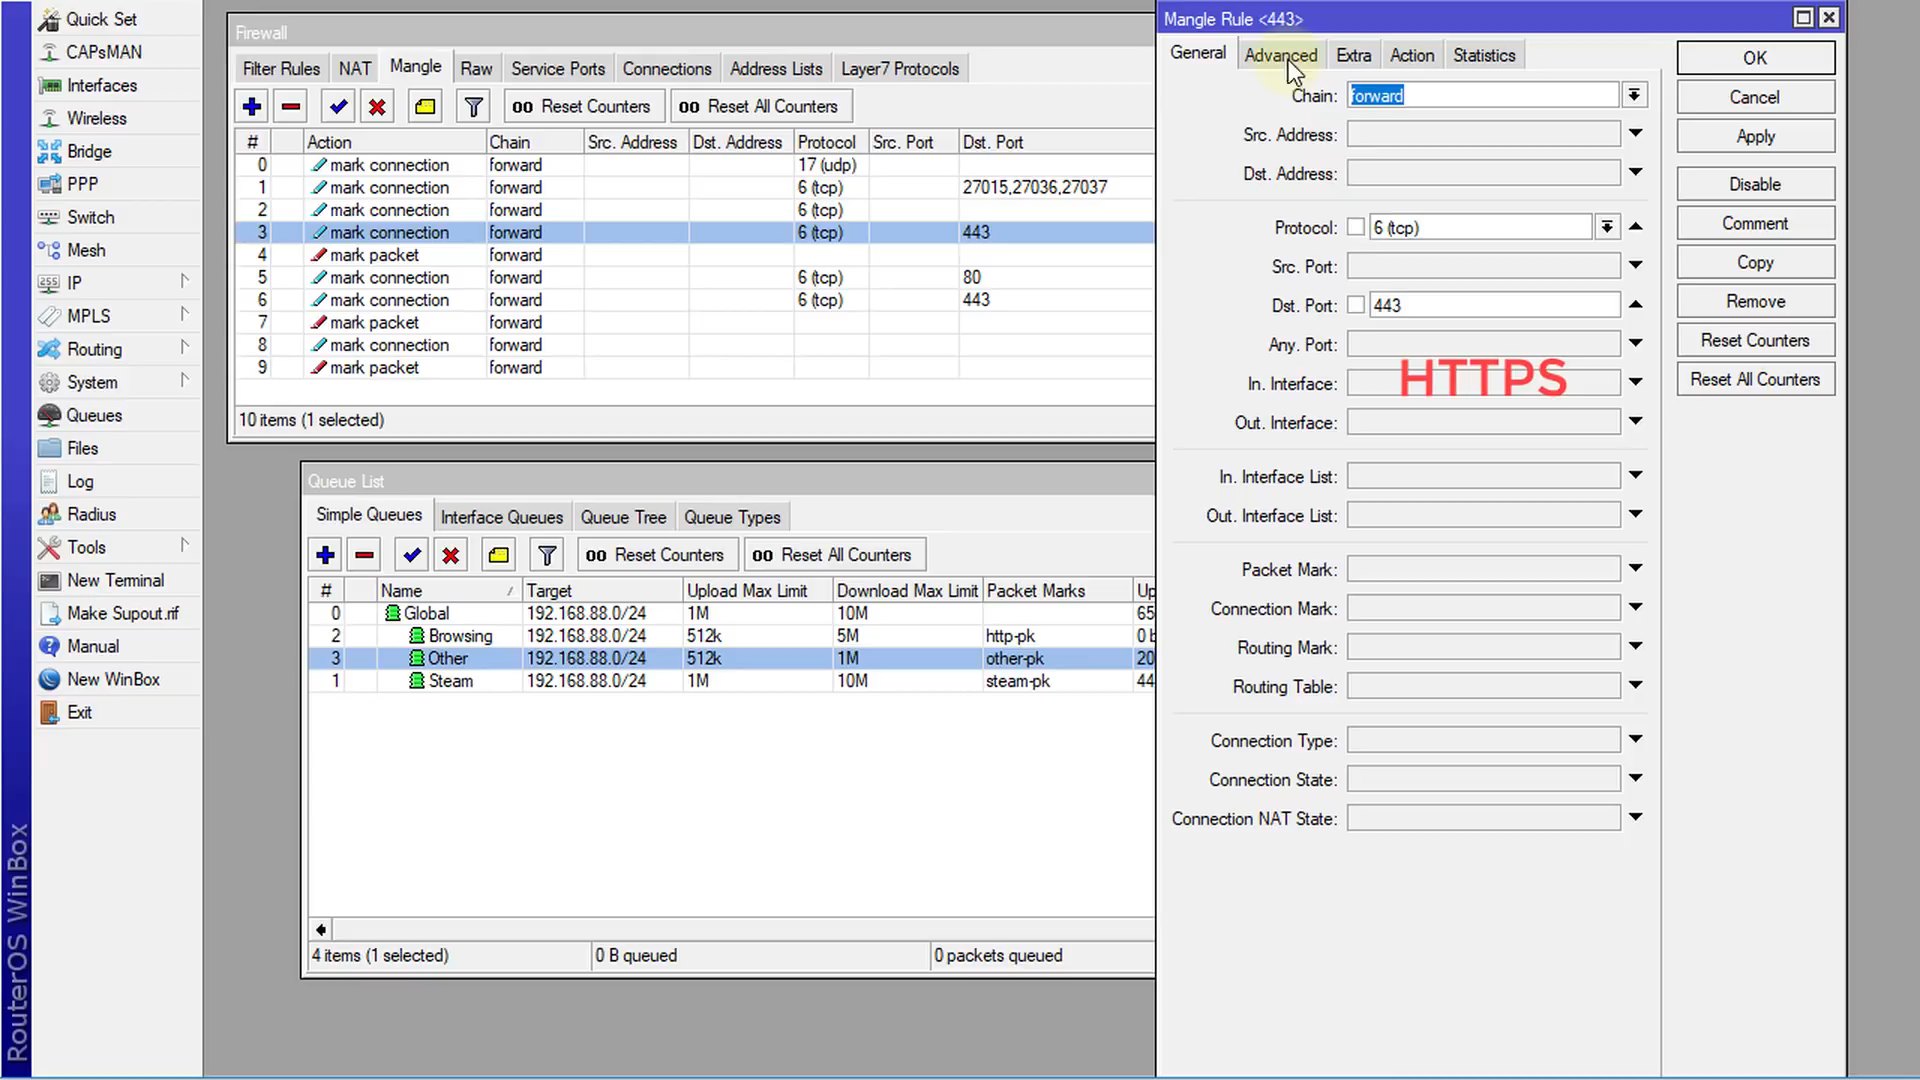 RouterOS WinBox
Quick Set
CAPsMAN
Interfaces
Wireless
Bridge
PPP
Switch
Mesh
255 IP
MPLS
Routing
System
Queues
Files
Log
Radius
Tools
New Teminal
Make Supout.rif
Manual
New WinBox
Exit
Firewall
Filter Rules NAT Mangle Raw Service Ports Connections Address Lists Layer7 Protocols
00 Reset Counters 00 Reset All Counters
# Action Chain Src. Address Dst. Address Protocol Src. Port Dst. Port
0 mark connection forward 17 (udp)
1 mark connection forward 6 (tcp) 27015,27036,27037
2 mark connection forward 6 (tcp)
3 mark connection forward 6 (tcp) 443
4 mark packet forward
5 mark connection forward 6 (tcp) 80
6 mark connection forward 6 (tcp) 443
7 mark packet forward
8 mark connection forward
9 mark packet forward
10 items (1 selected)
Queue List
Simple Queues Interface Queues Queue Tree Queue Types
00 Reset Counters 00 Reset All Counters
# Name Target Upload Max Limit Download Max Limit Packet Marks Up
0 Global 192.168.88.0/24 1M 10M 65
2 Browsing 192.168.88.0/24 512k 5M http-pk 0 b
3 Other 192.168.88.0/24 512k 1M other-pk 20
1 Steam 192.168.88.0/24 1M 10M steam-pk 44
4 items (1 selected) 0 B queued 0 packets queued
Mangle Rule <443>
General Advanced Extra Action Statistics
Chain: forward
Src. Address:
Dst. Address:
Protocol: 6 (tcp)
Src. Port:
Dst. Port: 443
Any. Port:
In. Interface:
HTTPS
Out. Interface:
In. Interface List:
Out. Interface List:
Packet Mark:
Connection Mark:
Routing Mark:
Routing Table:
Connection Type:
Connection State:
Connection NAT State:
OK
Cancel
Apply
Disable
Comment
Copy
Remove
Reset Counters
Reset All Counters